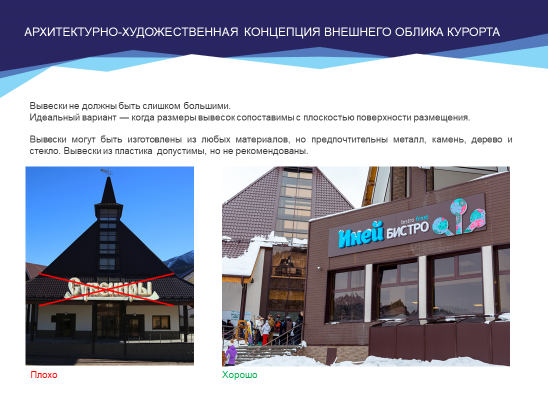 АРХИТЕКТУРНО-ХУДОЖЕСТВЕННАЯ КОНЦЕПЦИЯ ВНЕШНЕГО ОБЛИКА КУРОРТА
Вывески не должны быть слишком большими.
Идеальный вариант — когда размеры вывесок сопоставимы с плоскостью поверхности размещения.
Вывески могут быть изготовлены из любых материалов, но предпочтительны металл, камень, дерево и
стекло. Вывески из пластика допустимы, но не рекомендованы.
bistro frost
Иней БИСТРО
Плохо
Хорошо